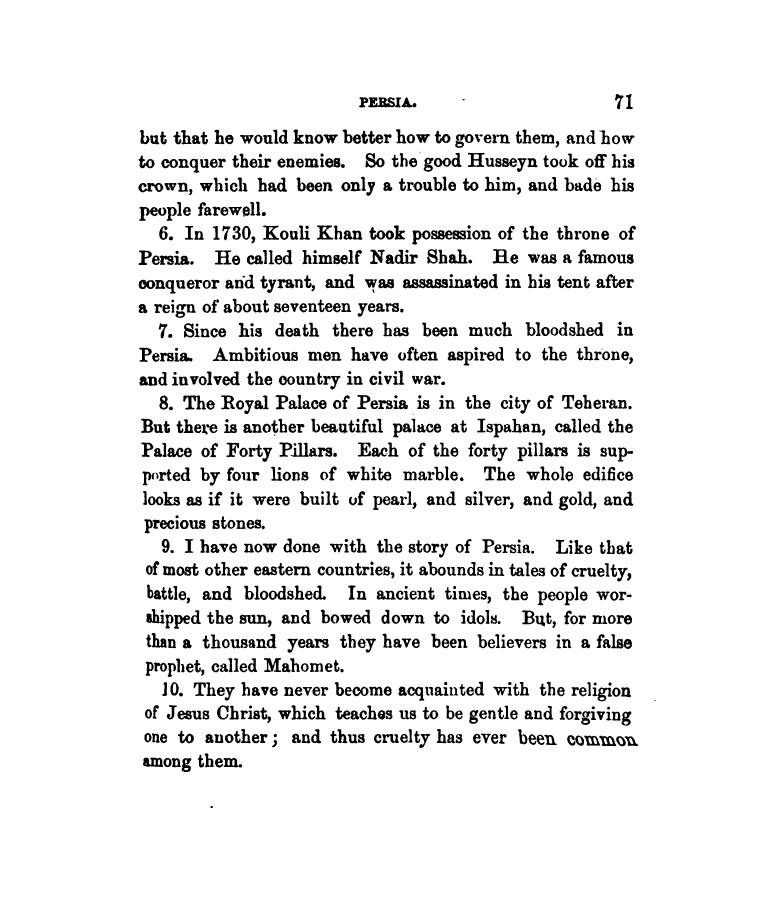 PERSIA. 71
but that he would know better how to govern them, and how
to conquer their enemies. So the good Husseyn took off his
crown, which had been only a trouble to him, and bade his
people farewell.
6. In 1730, Kouli Khan took possession of the throne of
Persia. He called himself Nadir Shah. He was a famous
conqueror and tyrant, and was assassinated in his tent after
a reign of about seventeen years.
7. Since his death there has been much bloodshed in
Persia. Ambitious men have often aspired to the throne,
and involved the country in civil war.
8. The Royal Palace of Persia is in the city of Teheran.
But there is another beautiful palace at Ispahan, called the
Palace of Forty Pillars. Each of the forty pillars is sup-
ported by four lions of white marble. The whole edifice
looks as if it were built of pearl, and silver, and gold, and
precious stones.
9. I have now done with the story of Persia. Like that
of most other eastern countries, it abounds in tales of cruelty,
battle, and bloodshed. In ancient times, the people wor-
shipped the sun, and bowed down to idols. But, for more
than a thousand years they have been believers in a false
prophet, called Mahomet.
10. They have never become acquainted with the religion
of Jesus Christ, which teaches us to be gentle and forgiving
one to another; and thus cruelty has ever been common
among them.